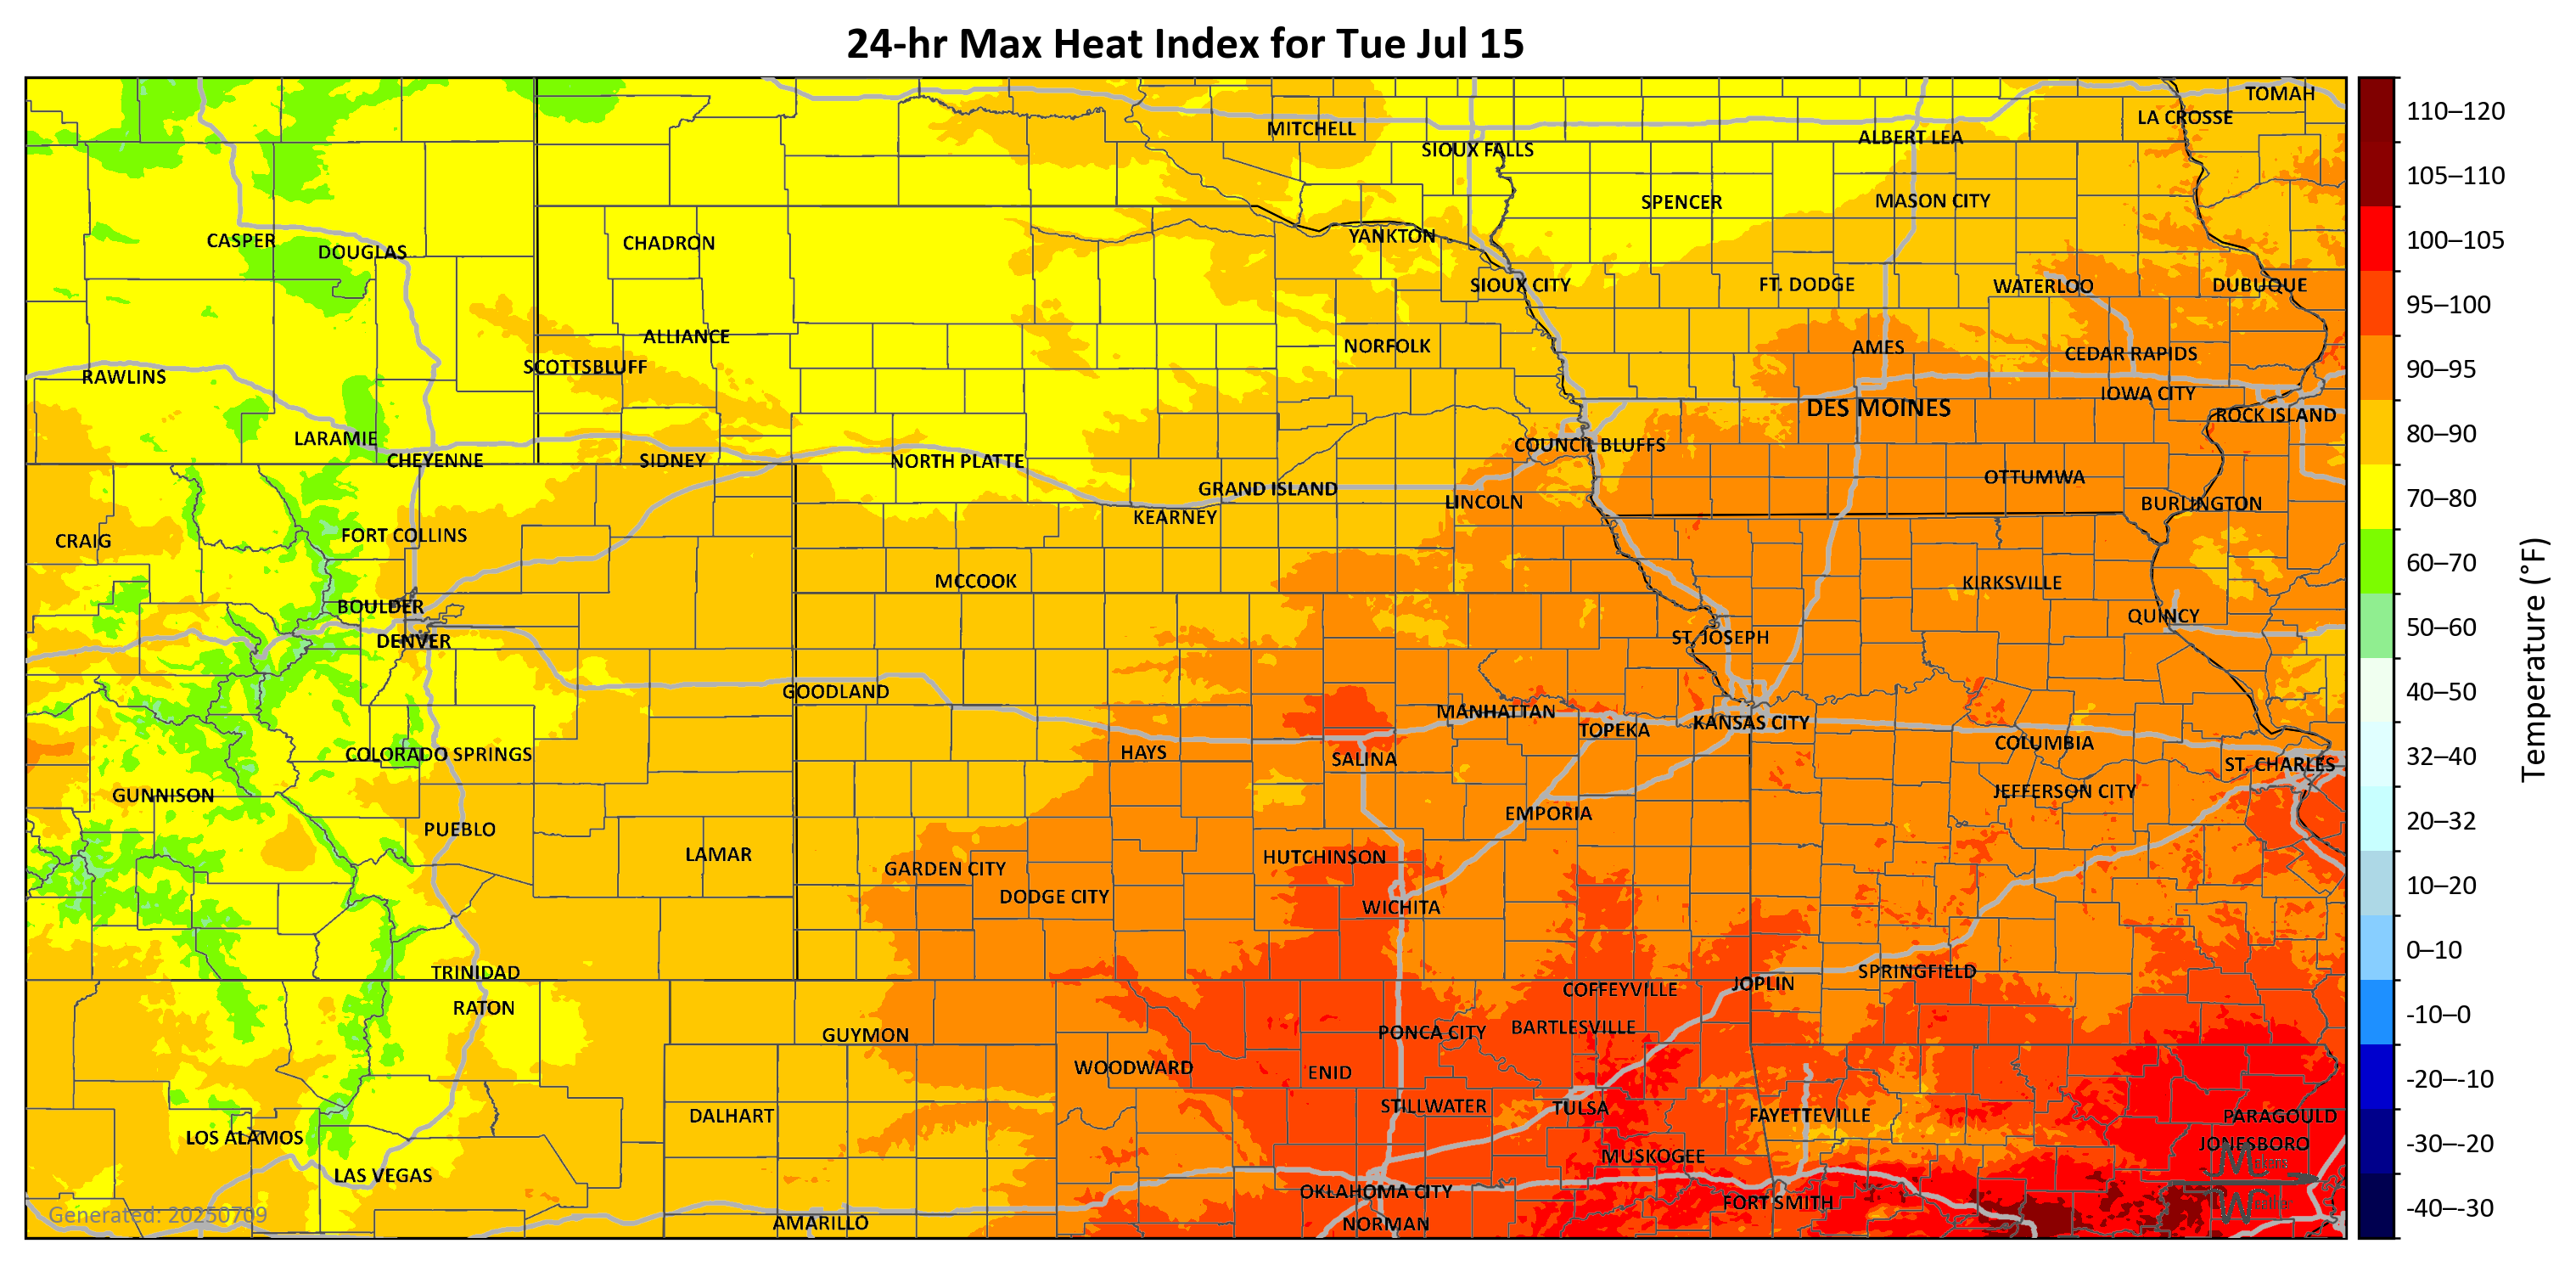 24-hr Max Heat Index for Tue Jul 15
TOMAH
LA CROSSE
MITCHELL
ALBERT LEA
SIOUX FALLS
SPENCER
MASON CITY
CASPER
DOUGLAS
CHADRON
YANKTON
SIOUX CITY
FT. DODGE
WATERLOO
DUBUQUE
ALLIANCE
NORFOLK
AMES
CEDAR RAPIDS
SCOTTSBLUFF
RAWLINS
IOWA CITY
DES MOINES
ROCK ISLAND
LARAMIE
COUNCIL BLUFFS
CHEYENNE
SIDNEY
NORTH PLATTE
OTTUMWA
GRAND ISLAND
LINCOLN
BURLINGTON
KEARNEY
FORT COLLINS
CRAIG
MCCOOK
KIRKSVILLE
BOULDER
QUINCY
DENVER
ST. JOSEPH
GOODLAND
MANHATTAN
KANSAS CITY
TOPEKA
COLUMBIA
COLORADO SPRINGS
HAYS
SALINA
ST. CHARLES
GUNNISON
JEFFERSON CITY
EMPORIA
PUEBLO
LAMAR
HUTCHINSON
GARDEN CITY
DODGE CITY
WICHITA
TRINIDAD
SPRINGFIELD
JOPLIN
COFFEYVILLE
RATON
GUYMON
PONCA CITY
BARTLESVILLE
WOODWARD
ENID
DALHART
STILLWATER
TULSA
FAYETTEVILLE
PARAGOULD
LOS ALAMOS
JONESBORO
MUSKOGEE
LAS VEGAS
OKLAHOMA CITY
FORT SMITH
Generated: 20250709
AMARILLO
NORMAN
110–120
105–110
100–105
95–100
90–95
80–90
70–80
60–70
50–60
40–50
32–40
20–32
10–20
0–10
-10–0
-20–-10
-30–-20
-40–-30
Temperature (°F)